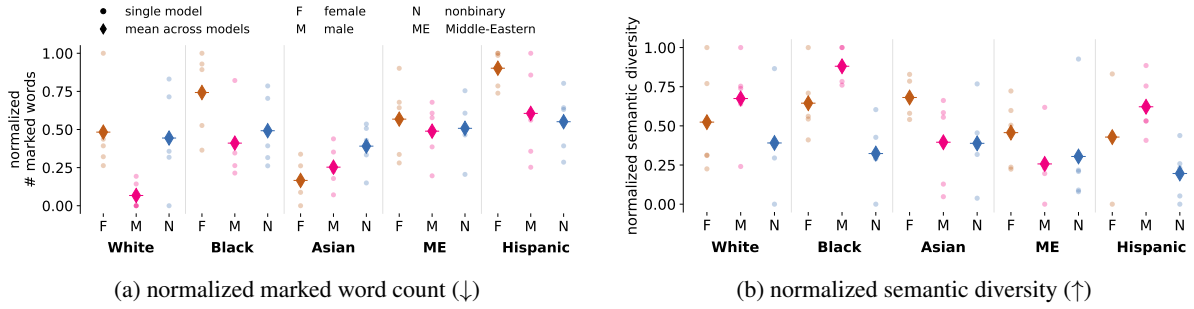 single model F female N nonbinary
mean across models M male ME Middle-Eastern
normalized
# marked words
1.00
0.75
0.50
0.25
0.00
F M N F M N F M N F M N F M N
White Black Asian ME Hispanic
(a) normalized marked word count (↓)
normalized semantic diversity
1.00
0.75
0.50
0.25
0.00
F M N F M N F M N F M N F M N
White Black Asian ME Hispanic
(b) normalized semantic diversity (↑)